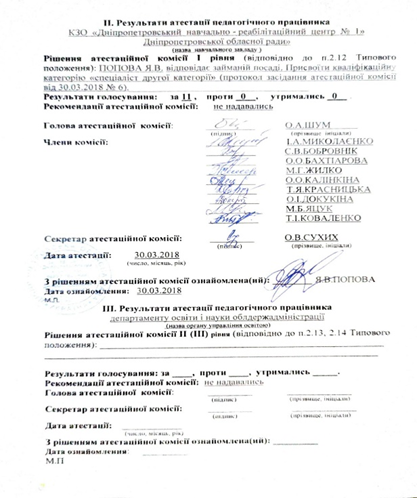 ІІ. Результати атестації педагогічного працівника
КЗО «Дніпропетровський навчально - реабілітаційний центр № 1»
Дніпропетровської обласної ради»
(назва навчального закладу)
Рішення атестаційної комісії І рівня (відповідно до п.2.12 Типового
положення): ПОПОВА Я.В. відповідає займаній посаді. Присвоїти кваліфікаційну
категорію «спеціаліст другої категорії» (протокол засідання атестаційної комісії
від 30.03.2018 № 6).
Результати голосування: за 11, проти 0, утримались 0
Рекомендації атестаційної комісії: не надавались
Голова атестаційної комісії: О.А.ШУМ
(підпис) (прізвище, ініціали)
Члени комісії: І.А.МИКОЛАЄНКО
С.В.БОБРОВНІК
О.О.БАХТІАРОВА
М.Г.ЖИЛКО
О.О.КАЛІНКІНА
Т.Я.КРАСНИЦЬКА
О.І.ДОКУКІНА
М.Б.ЯЦУК
Т.І.КОВАЛЕНКО
Секретар атестаційної комісії: О.В.СУХИХ
(підпис) (прізвище, ініціали)
Дата атестації: 30.03.2018
(число, місяць, рік)
З рішенням атестаційної комісії ознайомлена(ий): Я.В.ПОПОВА
Дата ознайомлення: 30.03.2018
М.П.
ІІІ. Результати атестації педагогічного працівника
департаменту освіти і науки облдержадміністрації
(назва органу управління освітою)
Рішення атестаційної комісії ІІ (ІІІ) рівня (відповідно до п.2.13, 2.14 Типового
положення):
Результати голосування: за ____, проти ____, утримались ____.
Рекомендації атестаційної комісії: не надавались
Голова атестаційної комісії:
(підпис) (прізвище, ініціали)
Секретар атестаційної комісії:
(підпис) (прізвище, ініціали)
Дата атестації:
(число, місяць, рік)
З рішенням атестаційної комісії ознайомлена(ий):
Дата ознайомлення:
М.П